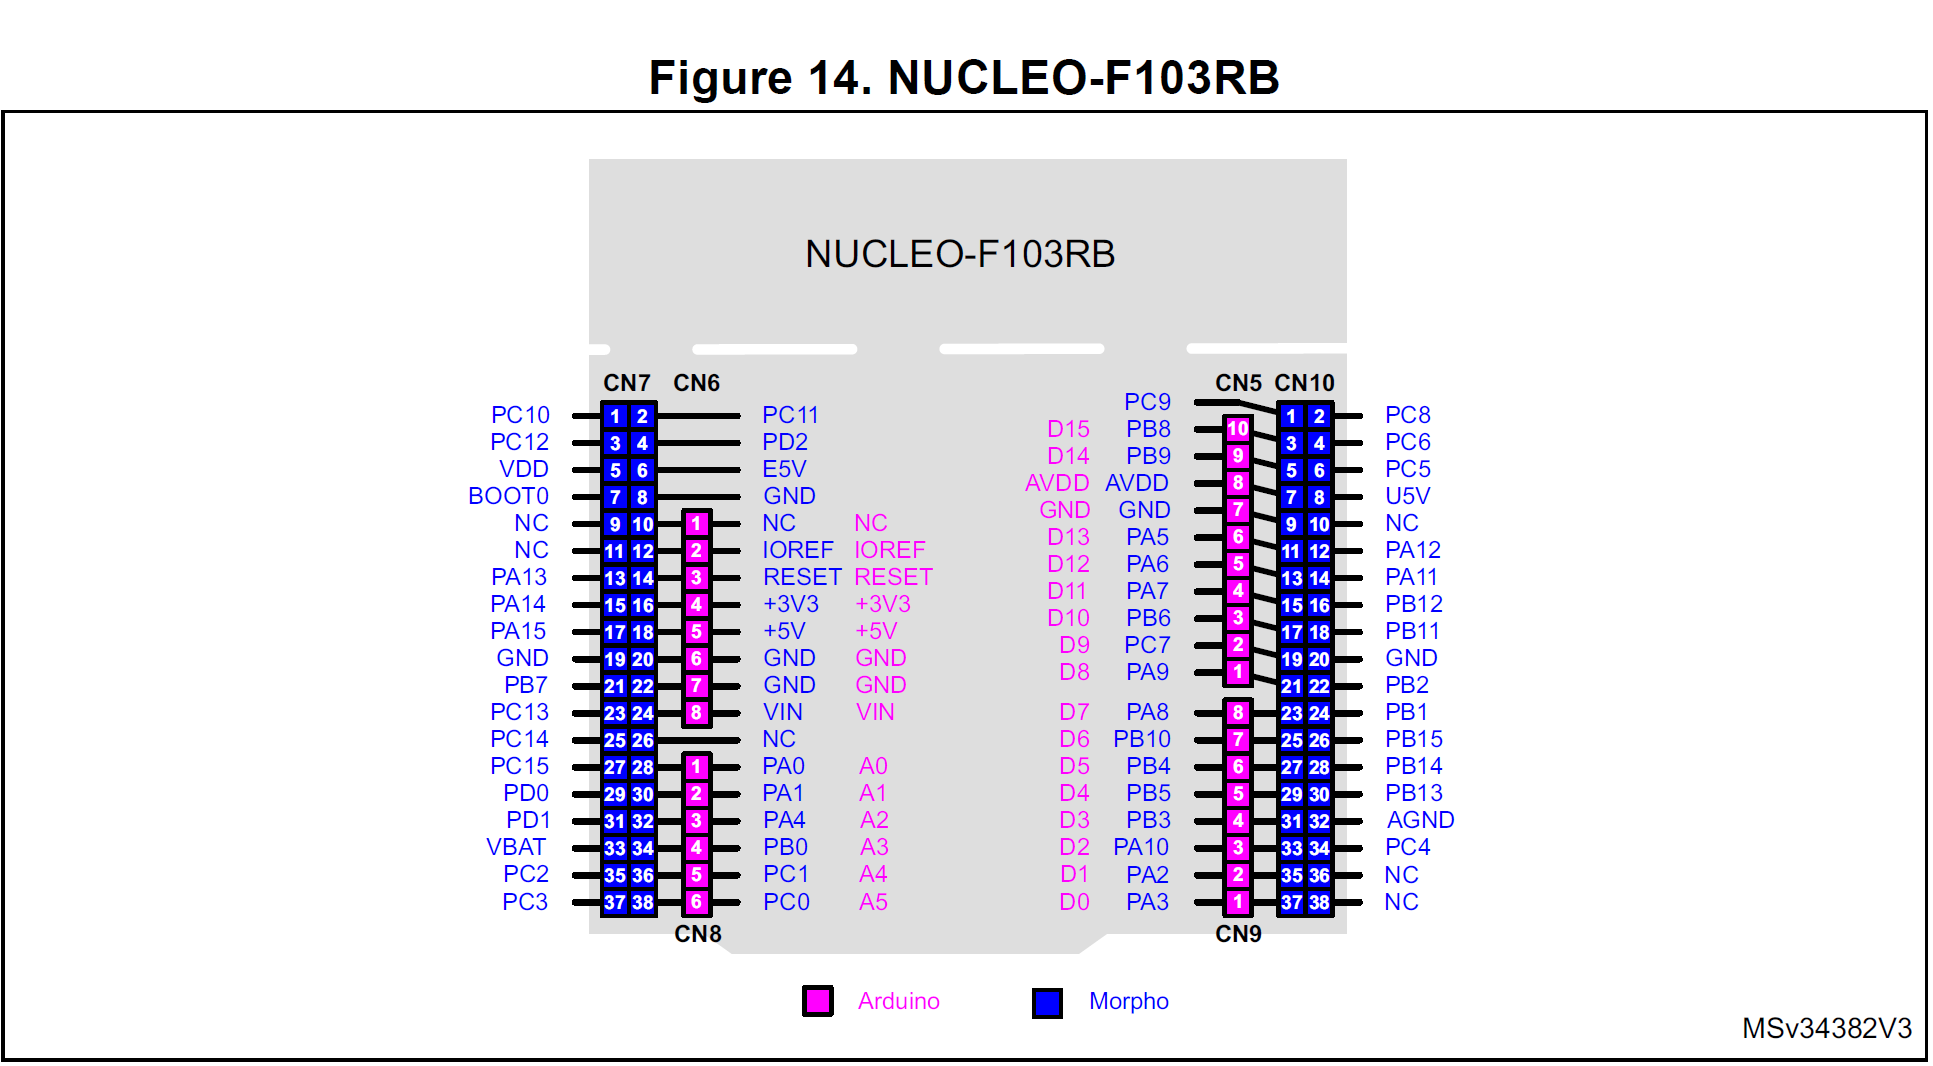 Figure 14. NUCLEO-F103RB
NUCLEO-F103RB
CN7 CN6 CN5 CN10
PC9
PC10 1 2 PC11 1 2 PC8
D15 PB8 10
PC12 3 4 PD2 3 4 PC6
D14 PB9 9
VDD 5 6 E5V 5 6 PC5
AVDD AVDD 8
BOOT0 7 8 GND 7 8 U5V
GND GND 7
NC 9 10 1 NC NC 9 10 NC
D13 PA5 6
NC 11 12 2 IOREF IOREF 11 12 PA12
D12 PA6 5
PA13 13 14 3 RESET RESET 13 14 PA11
D11 PA7 4
PA14 15 16 4 +3V3 +3V3 15 16 PB12
D10 PB6 3
PA15 17 18 5 +5V +5V 17 18 PB11
D9 PC7 2
GND 19 20 6 GND GND 19 20 GND
D8 PA9 1
PB7 21 22 7 GND GND 21 22 PB2
PC13 23 24 8 VIN VIN D7 PA8 8 23 24 PB1
PC14 25 26 NC D6 PB10 7 25 26 PB15
PC15 27 28 1 PA0 A0 D5 PB4 6 27 28 PB14
PD0 29 30 2 PA1 A1 D4 PB5 5 29 30 PB13
PD1 31 32 3 PA4 A2 D3 PB3 4 31 32 AGND
VBAT 33 34 4 PB0 A3 D2 PA10 3 33 34 PC4
PC2 35 36 5 PC1 A4 D1 PA2 2 35 36 NC
PC3 37 38 6 PC0 A5 D0 PA3 1 37 38 NC
CN8 CN9
Arduino Morpho
MSv34382V3